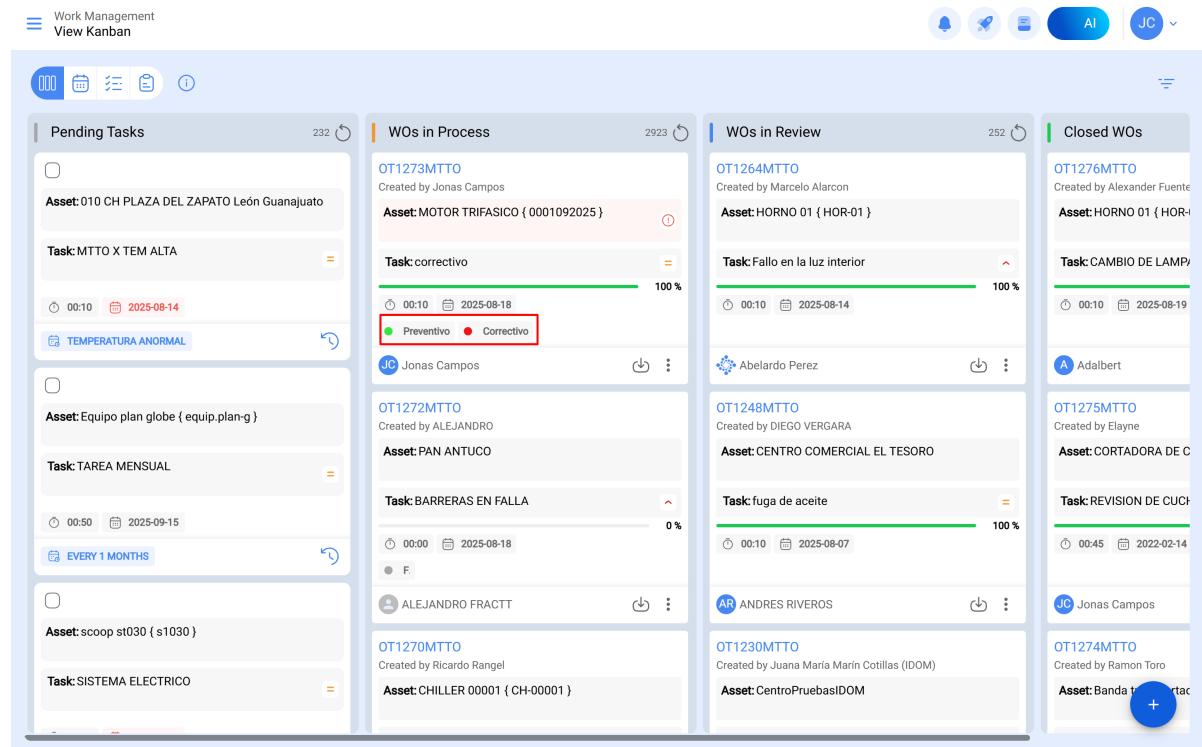 Work Management
View Kanban
AI
JC
Pending Tasks
232
Asset: 010 CH PLAZA DEL ZAPATO León Guanajuato
Task: MTTO X TEM ALTA
00:10 2025-08-14
TEMPERATURA ANORMAL
Asset: Equipo plan globe { equip.plan-g }
Task: TAREA MENSUAL
00:50 2025-09-15
EVERY 1 MONTHS
Asset: scoop st030 { s1030 }
Task: SISTEMA ELECTRICO
WOs in Process
2923
OT1273MTTO
Created by Jonas Campos
Asset: MOTOR TRIFASICO { 0001092025 }
Task: correctivo
100 %
00:10 2025-08-18
Preventivo Correctivo
JC Jonas Campos
OT1272MTTO
Created by ALEJANDRO
Asset: PAN ANTUCO
Task: BARRERAS EN FALLA
0 %
00:00 2025-08-18
F.
ALEJANDRO FRACTT
OT1270MTTO
Created by Ricardo Rangel
Asset: CHILLER 00001 { CH-00001 }
WOs in Review
252
OT1264MTTO
Created by Marcelo Alarcon
Asset: HORNO 01 { HOR-01 }
Task: Fallo en la luz interior
100 %
00:10 2025-08-14
Abelardo Perez
OT1248MTTO
Created by DIEGO VERGARA
Asset: CENTRO COMERCIAL EL TESORO
Task: fuga de aceite
100 %
00:10 2025-08-07
AR ANDRES RIVEROS
OT1230MTTO
Created by Juana María Marín Cotillas (IDOM)
Asset: CentroPruebasIDOM
Closed WOs
OT1276MTTO
Created by Alexander Fuente
Asset: HORNO 01 { HOR-
Task: CAMBIO DE LAMPA
00:10 2025-08-19
A Adalbert
OT1275MTTO
Created by Elayne
Asset: CORTADORA DE C
Task: REVISION DE CUCH
00:45 2022-02-14
JC Jonas Campos
OT1274MTTO
Created by Ramon Toro
Asset: Banda